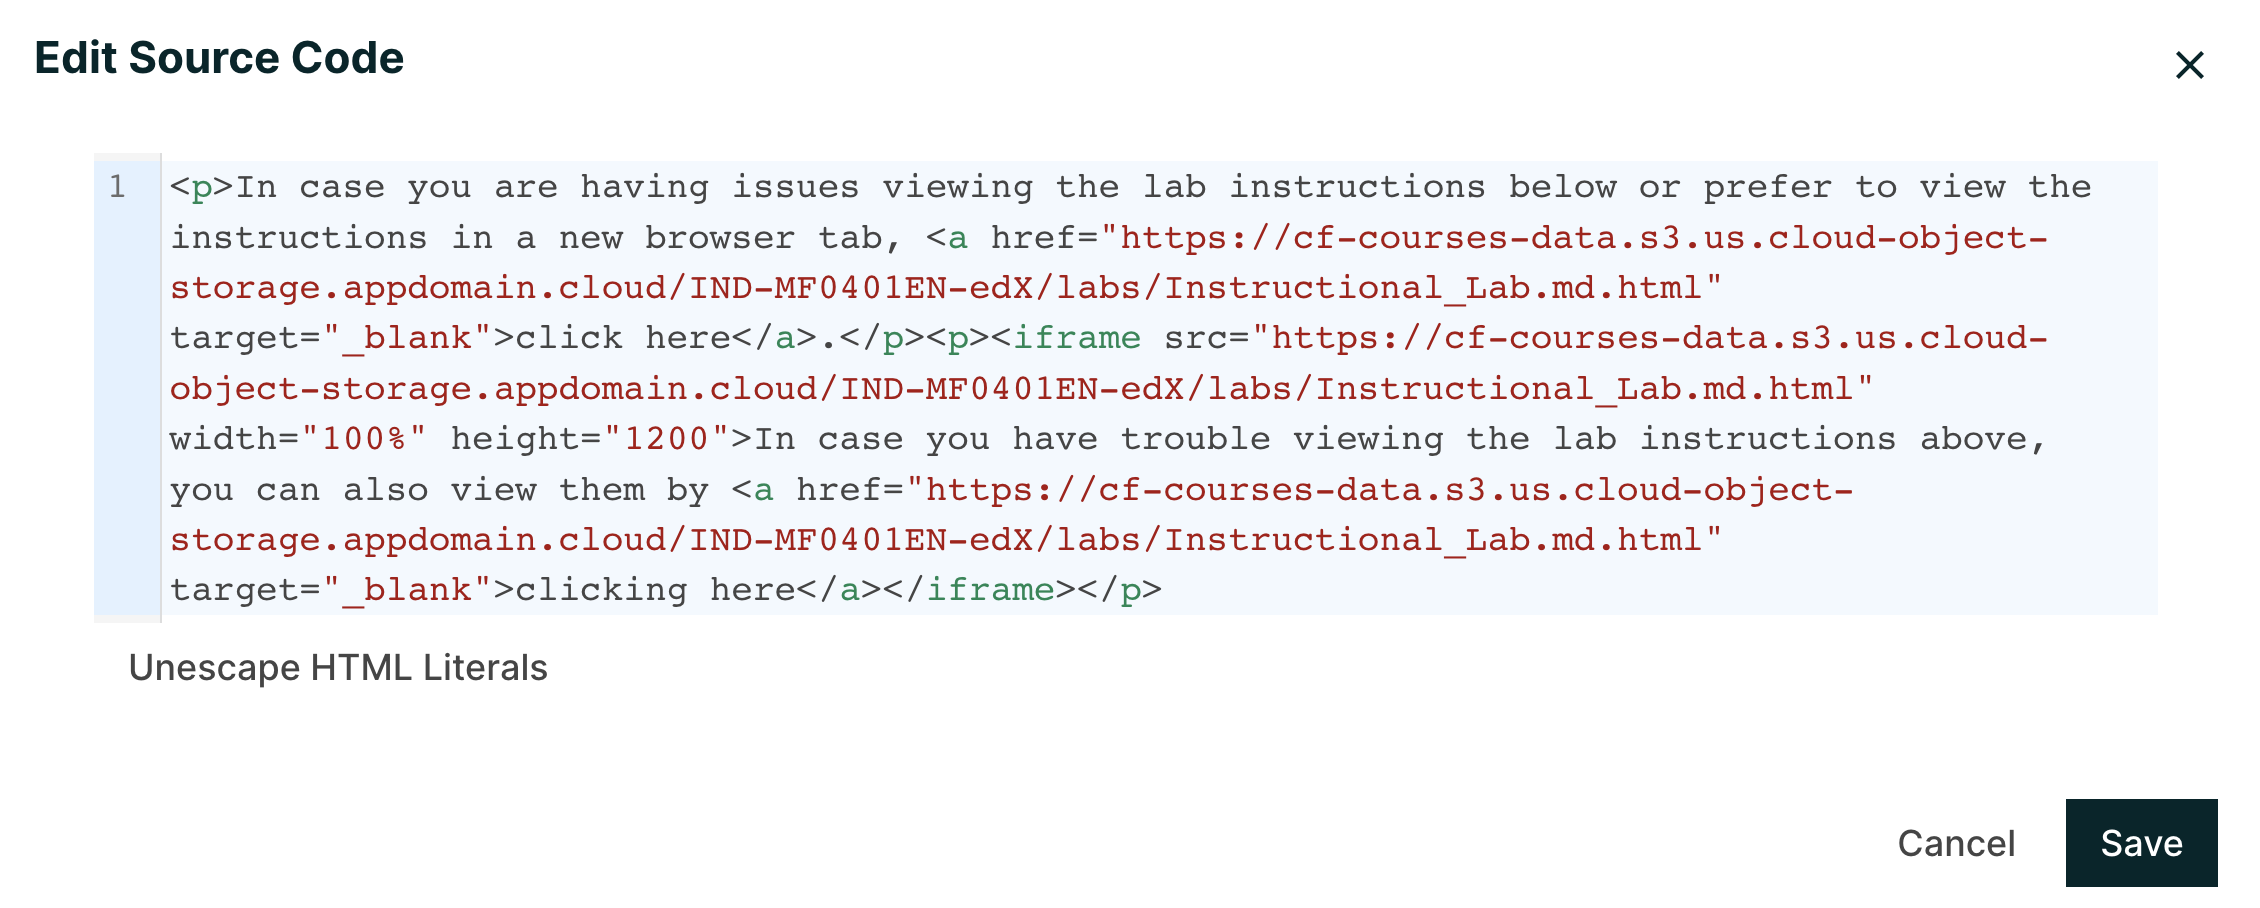 Edit Source Code
1
<p>In case you are having issues viewing the lab instructions below or prefer to view the
instructions in a new browser tab, <a href="https://cf-courses-data.s3.us.cloud-object-
storage.appdomain.cloud/IND-MF0401EN-edX/labs/Instructional_Lab.md.html"
target="_blank">click here</a>.</p><p><iframe src="https://cf-courses-data.s3.us.cloud-
object-storage.appdomain.cloud/IND-MF0401EN-edX/labs/Instructional_Lab.md.html"
width="100%" height="1200">In case you have trouble viewing the lab instructions above,
you can also view them by <a href="https://cf-courses-data.s3.us.cloud-object-
storage.appdomain.cloud/IND-MF0401EN-edX/labs/Instructional_Lab.md.html"
target="_blank">clicking here</a></iframe></p>
Unescape HTML Literals
Cancel
Save